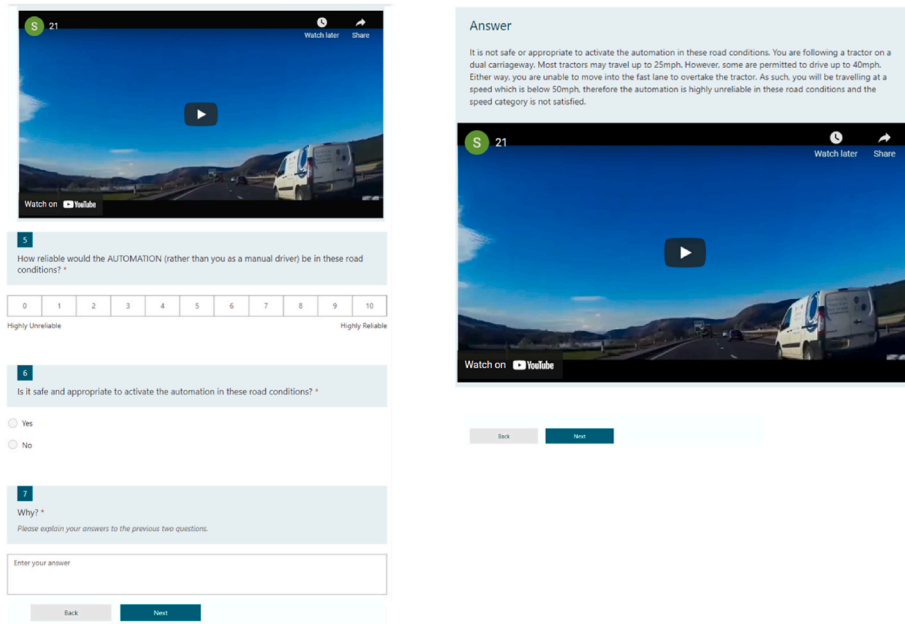 S 21
Watch later Share
Watch on YouTube
5
How reliable would the AUTOMATION (rather than you as a manual driver) be in these road
conditions? *
0 1 2 3 4 5 6 7 8 9 10
Highly Unreliable Highly Reliable
6
Is it safe and appropriate to activate the automation in these road conditions? *
Yes
No
7
Why? *
Please explain your answers to the previous two questions.
Enter your answer
Back Next
Answer
It is not safe or appropriate to activate the automation in these road conditions. You are following a tractor on a
dual carriageway. Most tractors may travel up to 25mph. However, some are permitted to drive up to 40mph.
Either way, you are unable to move into the fast lane to overtake the tractor. As such, you will be travelling at a
speed which is below 50mph, therefore the automation is highly unreliable in these road conditions and the
speed category is not satisfied.
S 21
Watch later Share
Watch on YouTube
Back Next